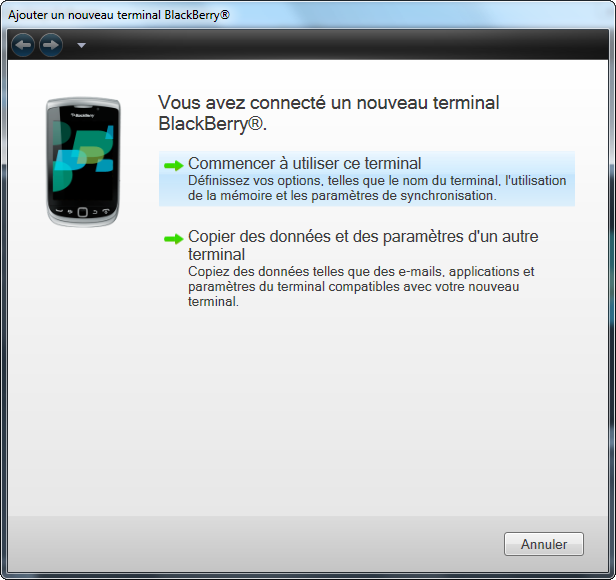 Ajouter un nouveau terminal BlackBerry®
BlackBerry
Vous avez connecté un nouveau terminal
BlackBerry®.
Commencer à utiliser ce terminal
Définissez vos options, telles que le nom du terminal, l'utilisation
de la mémoire et les paramètres de synchronisation.
Copier des données et des paramètres d'un autre
terminal
Copiez des données telles que des e-mails, applications et
paramètres du terminal compatibles avec votre nouveau
terminal.
Annuler